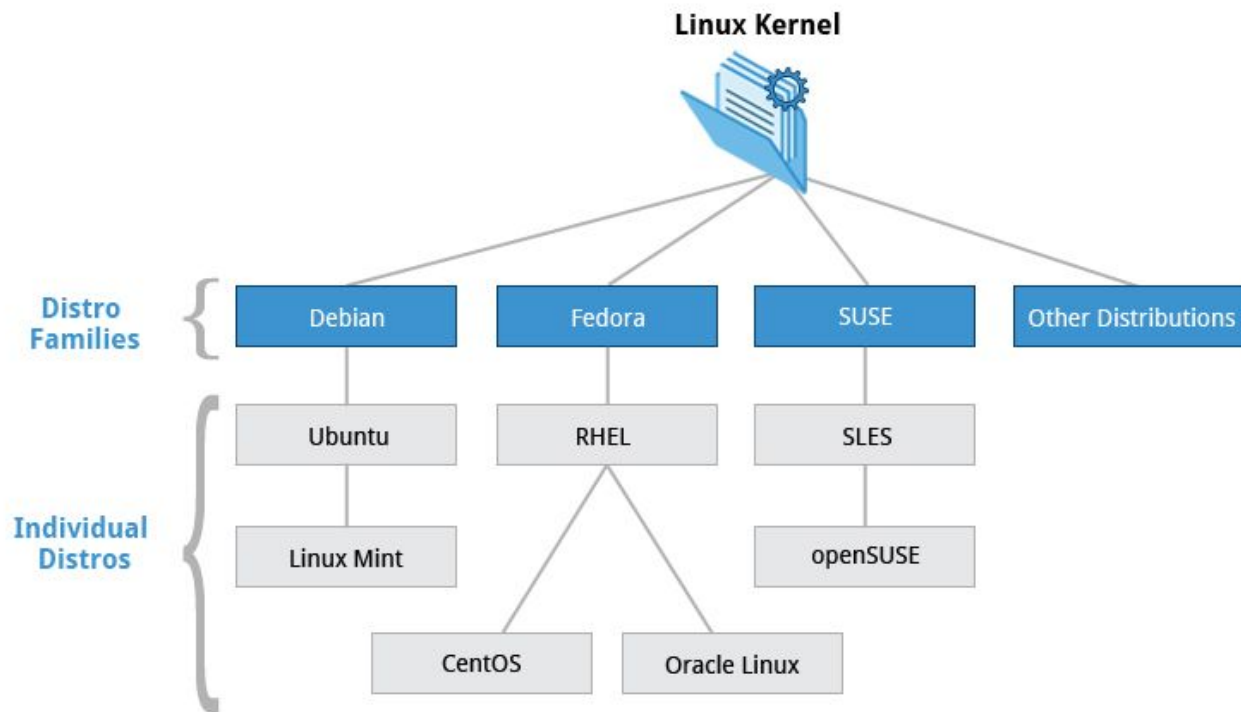 Linux Kernel
Distro
Families
Debian
Fedora
SUSE
Other Distributions
Individual
Distros
Ubuntu
RHEL
SLES
Linux Mint
openSUSE
CentOS
Oracle Linux